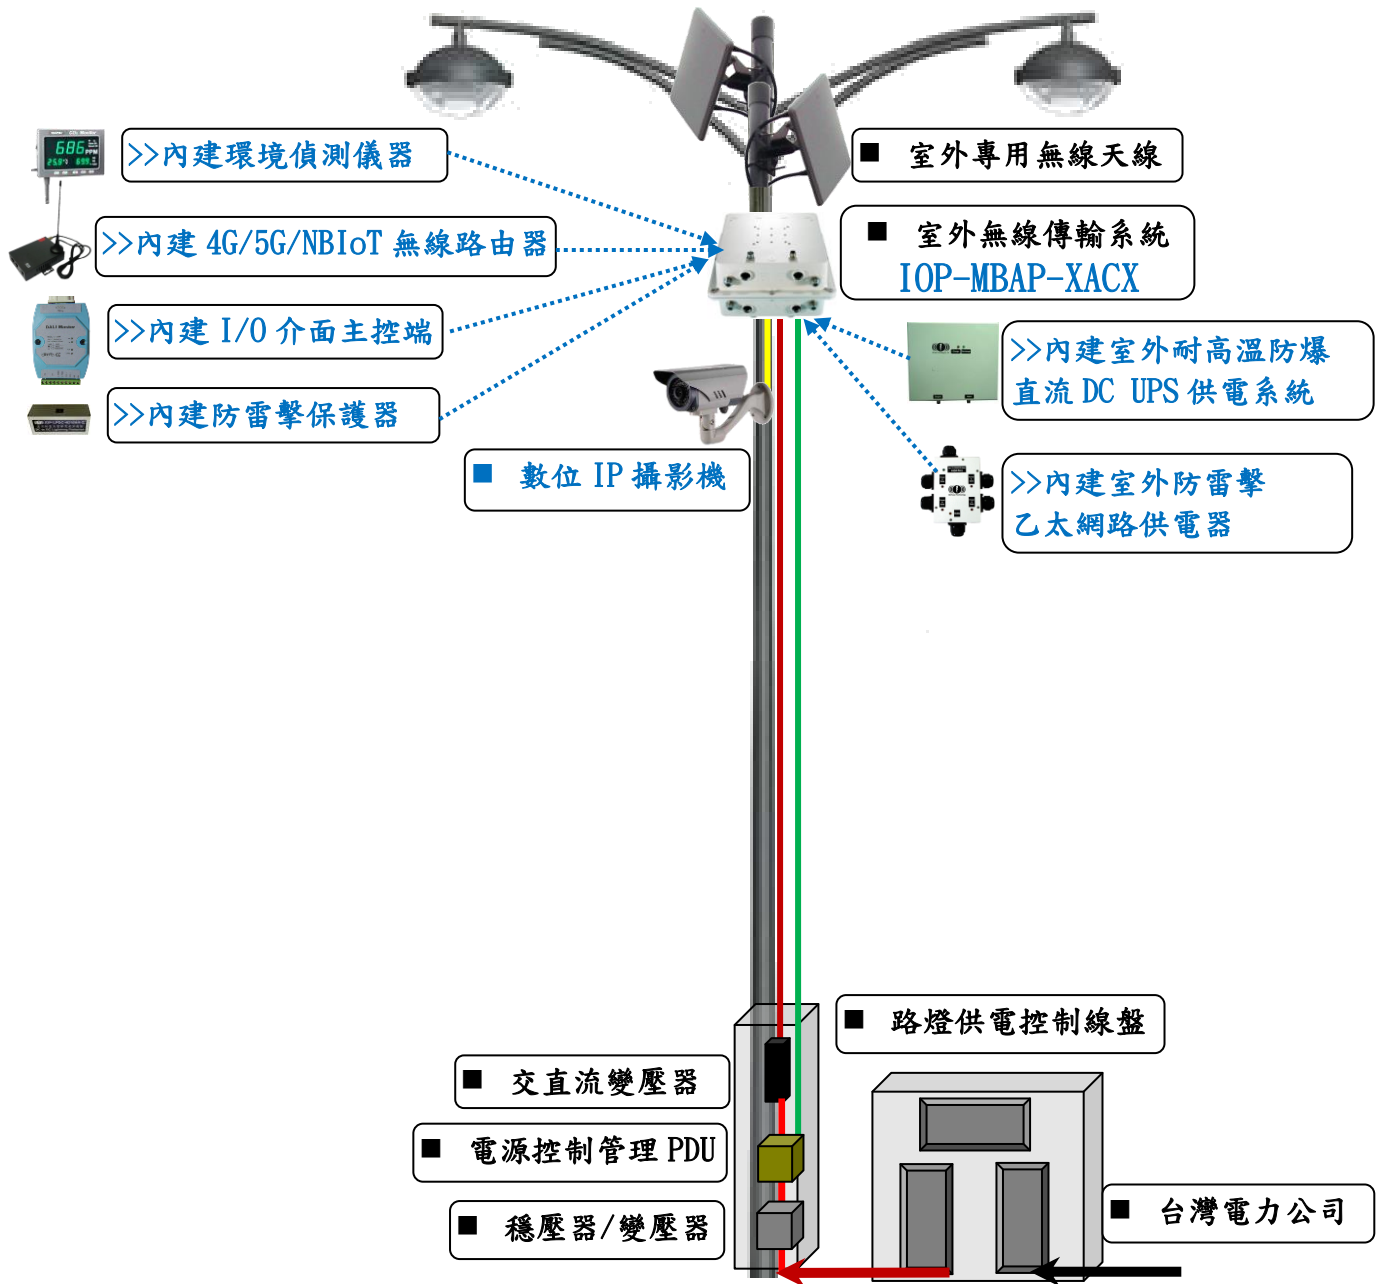 ■ 室外專用無線天線
>>內建環境偵測儀器
686
PPM
>>內建 4G/5G/NBIoT 無線路由器
■ 室外無線傳輸系統
IOP-MBAP-XACX
>>內建 I/O 介面主控端
>>內建室外耐高溫防爆
直流 DC UPS 供電系統
>>內建防雷擊保護器
■ 數位 IP 攝影機
>>內建室外防雷擊
乙太網路供電器
■ 路燈供電控制線盤
■ 交直流變壓器
■ 電源控制管理 PDU
■ 穩壓器/變壓器
■ 台灣電力公司